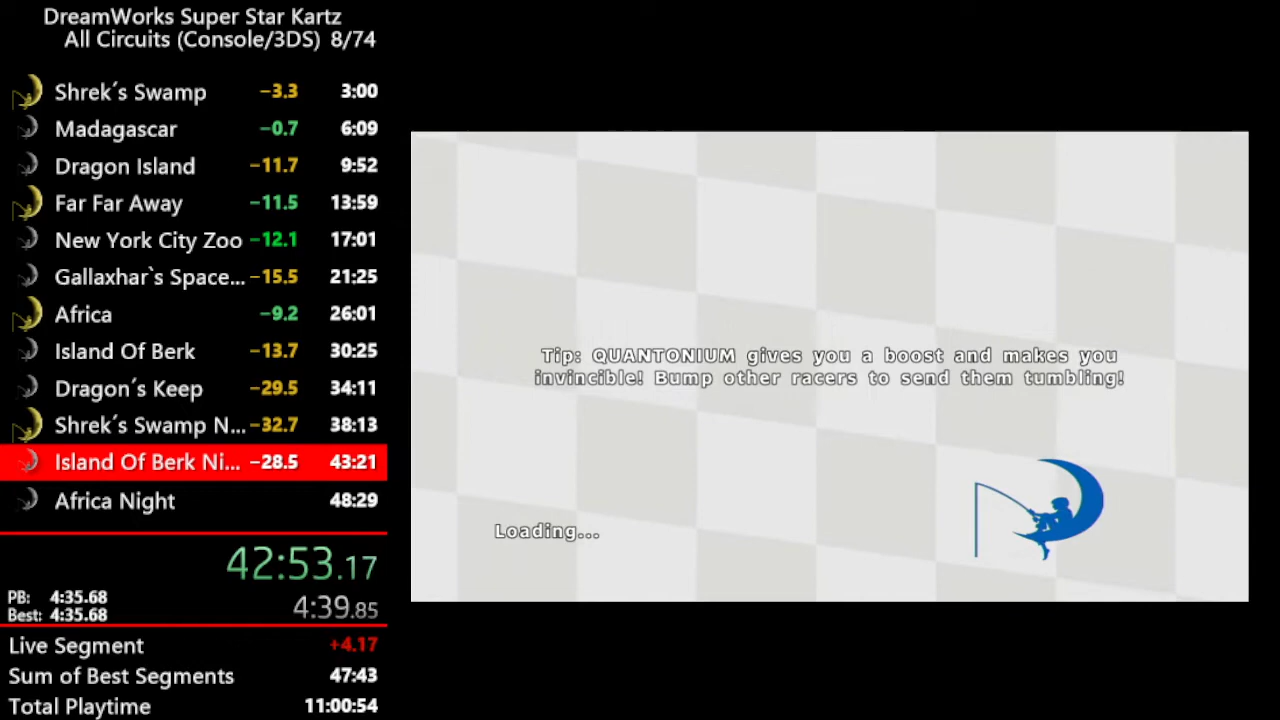 DreamWorks Super Star Kartz
All Circuits (Console/3DS) 8/74
Shrek´s Swamp −3.3 3:00
Madagascar −0.7 6:09
Dragon Island −11.7 9:52
Far Far Away −11.5 13:59
New York City Zoo −12.1 17:01
Gallaxhar`s Space... −15.5 21:25
Africa −9.2 26:01
Island Of Berk −13.7 30:25
Dragon´s Keep −29.5 34:11
Shrek´s Swamp N... −32.7 38:13
Island Of Berk Ni... −28.5 43:21
Africa Night 48:29
42:53.17
PB: 4:35.68
Best: 4:35.68
4:39.85
Live Segment +4.17
Sum of Best Segments 47:43
Total Playtime 11:00:54
Tip: QUANTONIUM gives you a boost and makes you
invincible! Bump other racers to send them tumbling!
Loading...